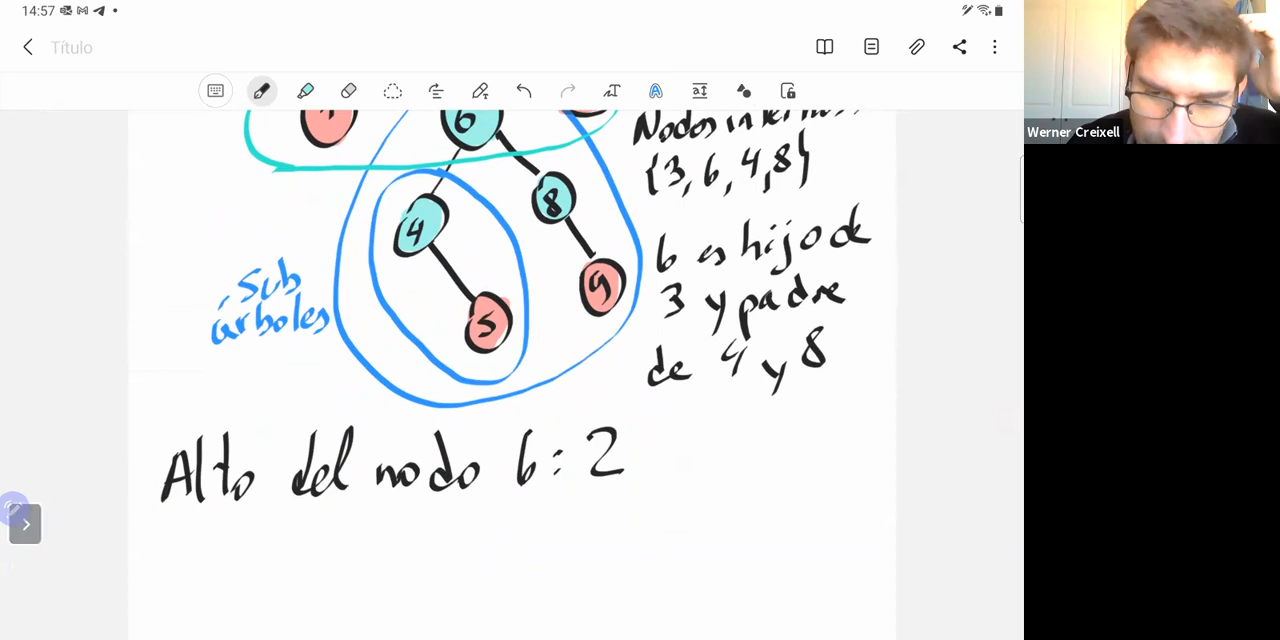 14:57
Título
Werner Creixell
6
Nodos internos
{3, 6, 4, 8}
4
8
6 es hijo de
3 y padre
de 4 y 8
5
9
Sub
árboles
Alto del nodo 6: 2